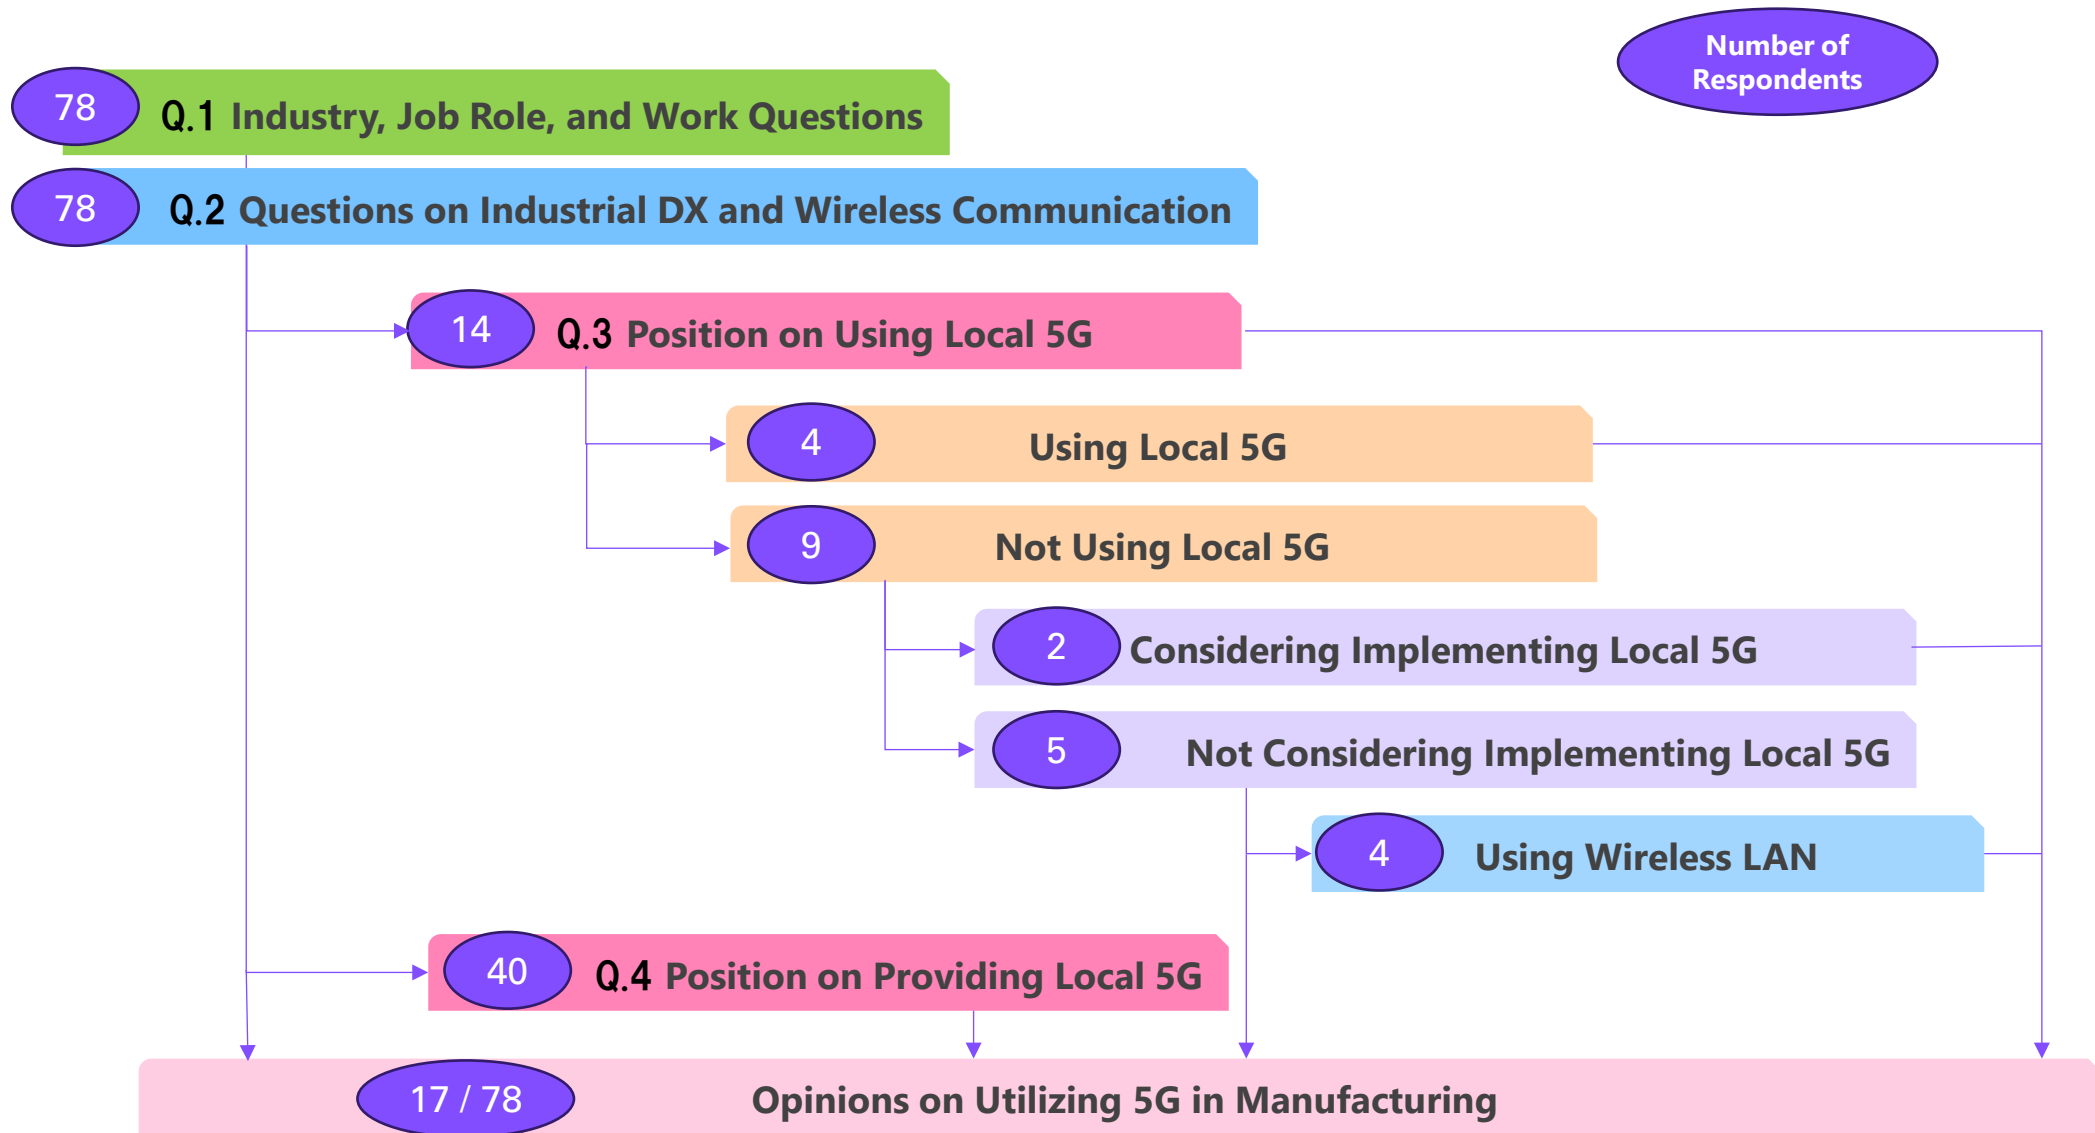 Number of
Respondents
78 Q.1 Industry, Job Role, and Work Questions
78 Q.2 Questions on Industrial DX and Wireless Communication
14 Q.3 Position on Using Local 5G
4 Using Local 5G
9 Not Using Local 5G
2 Considering Implementing Local 5G
5 Not Considering Implementing Local 5G
4 Using Wireless LAN
40 Q.4 Position on Providing Local 5G
17 / 78 Opinions on Utilizing 5G in Manufacturing